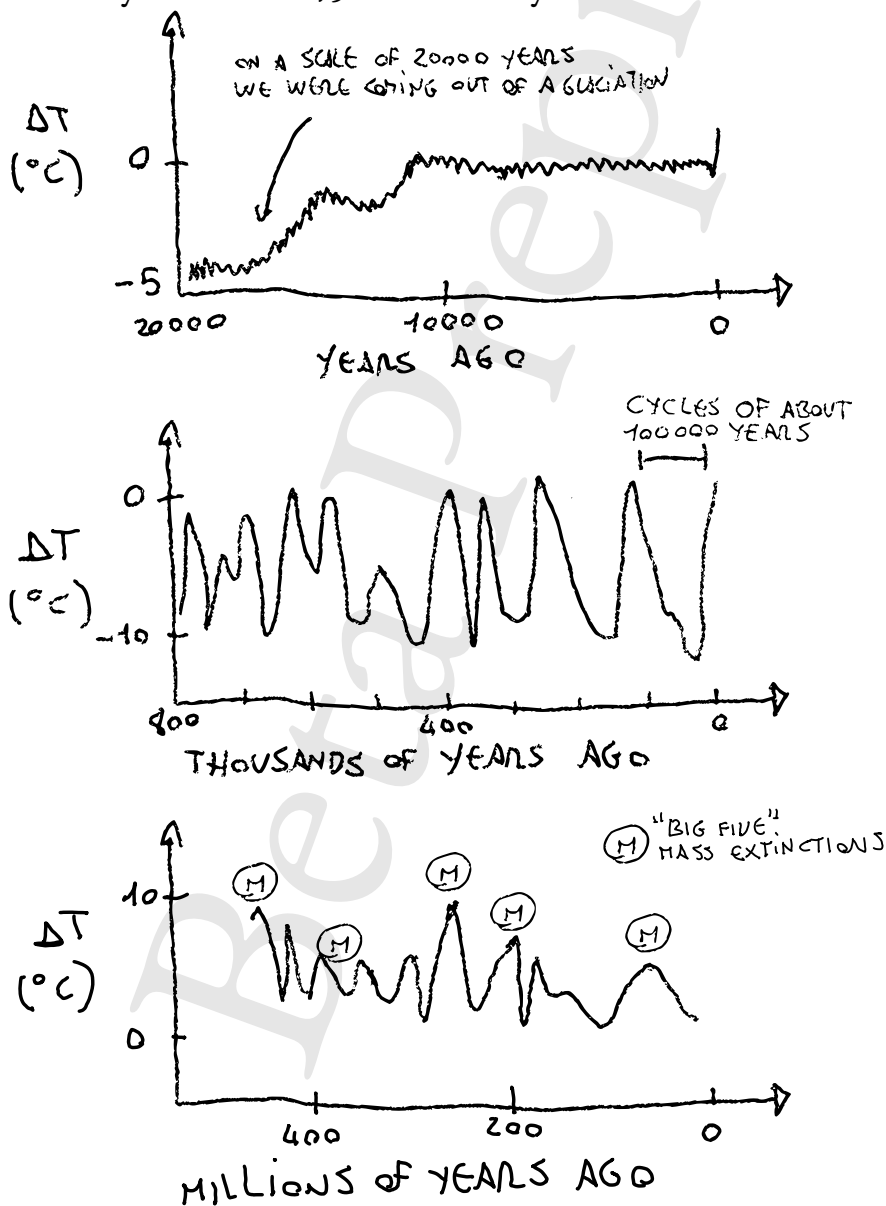 ON A SCALE OF 20000 YEARS
WE WERE COMING OUT OF A GLACIATION
ΔT
(°C)
0
-5
20000
10000
0
YEARS AGO
CYCLES OF ABOUT
100000 YEARS
0
ΔT
(°C)
-10
800
400
0
THOUSANDS OF YEARS AGO
"BIG FIVE"
M MASS EXTINCTIONS
M
M
M
M
M
10
ΔT
(°C)
0
400
200
0
MILLIONS OF YEARS AGO
Beta Prepr